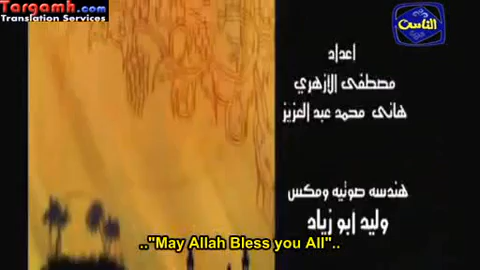 Targamh.com
Translation Services
الناس
اعداد
مصطفى الازهري
هانى محمد عبد العزيز
هندسه صوتيه ومكس
وليد ابو زياد
.."May Allah Bless you All"..